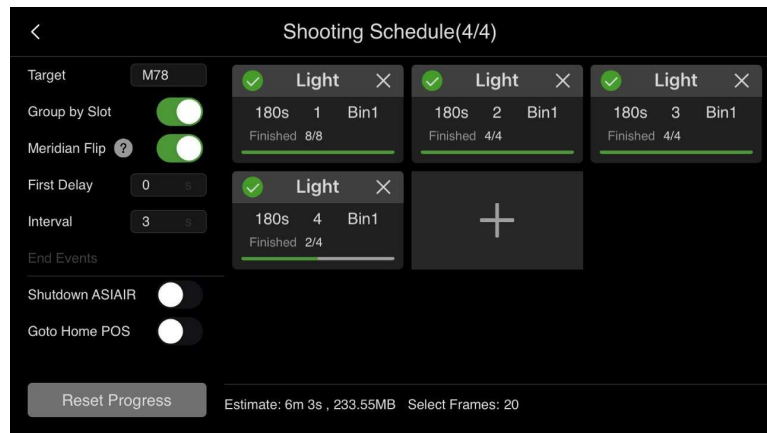 Shooting Schedule(4/4)
Target M78
Group by Slot
Meridian Flip ?
First Delay 0 s
Interval 3 s
End Events
Shutdown ASIAIR
Goto Home POS
Reset Progress
Light
180s 1 Bin1
Finished 8/8
Light
180s 2 Bin1
Finished 4/4
Light
180s 3 Bin1
Finished 4/4
Light
180s 4 Bin1
Finished 2/4
Estimate: 6m 3s , 233.55MB Select Frames: 20